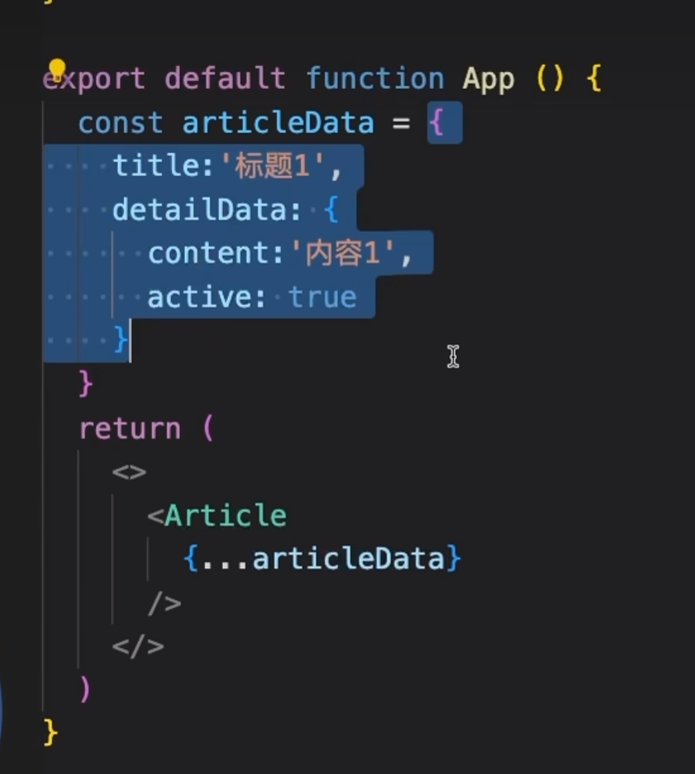 export default function App () {
const articleData = {
title:'标题1',
detailData: {
content:'内容1',
active: true
}
}
return (
<>
<Article
{...articleData}
/>
</>
)
}